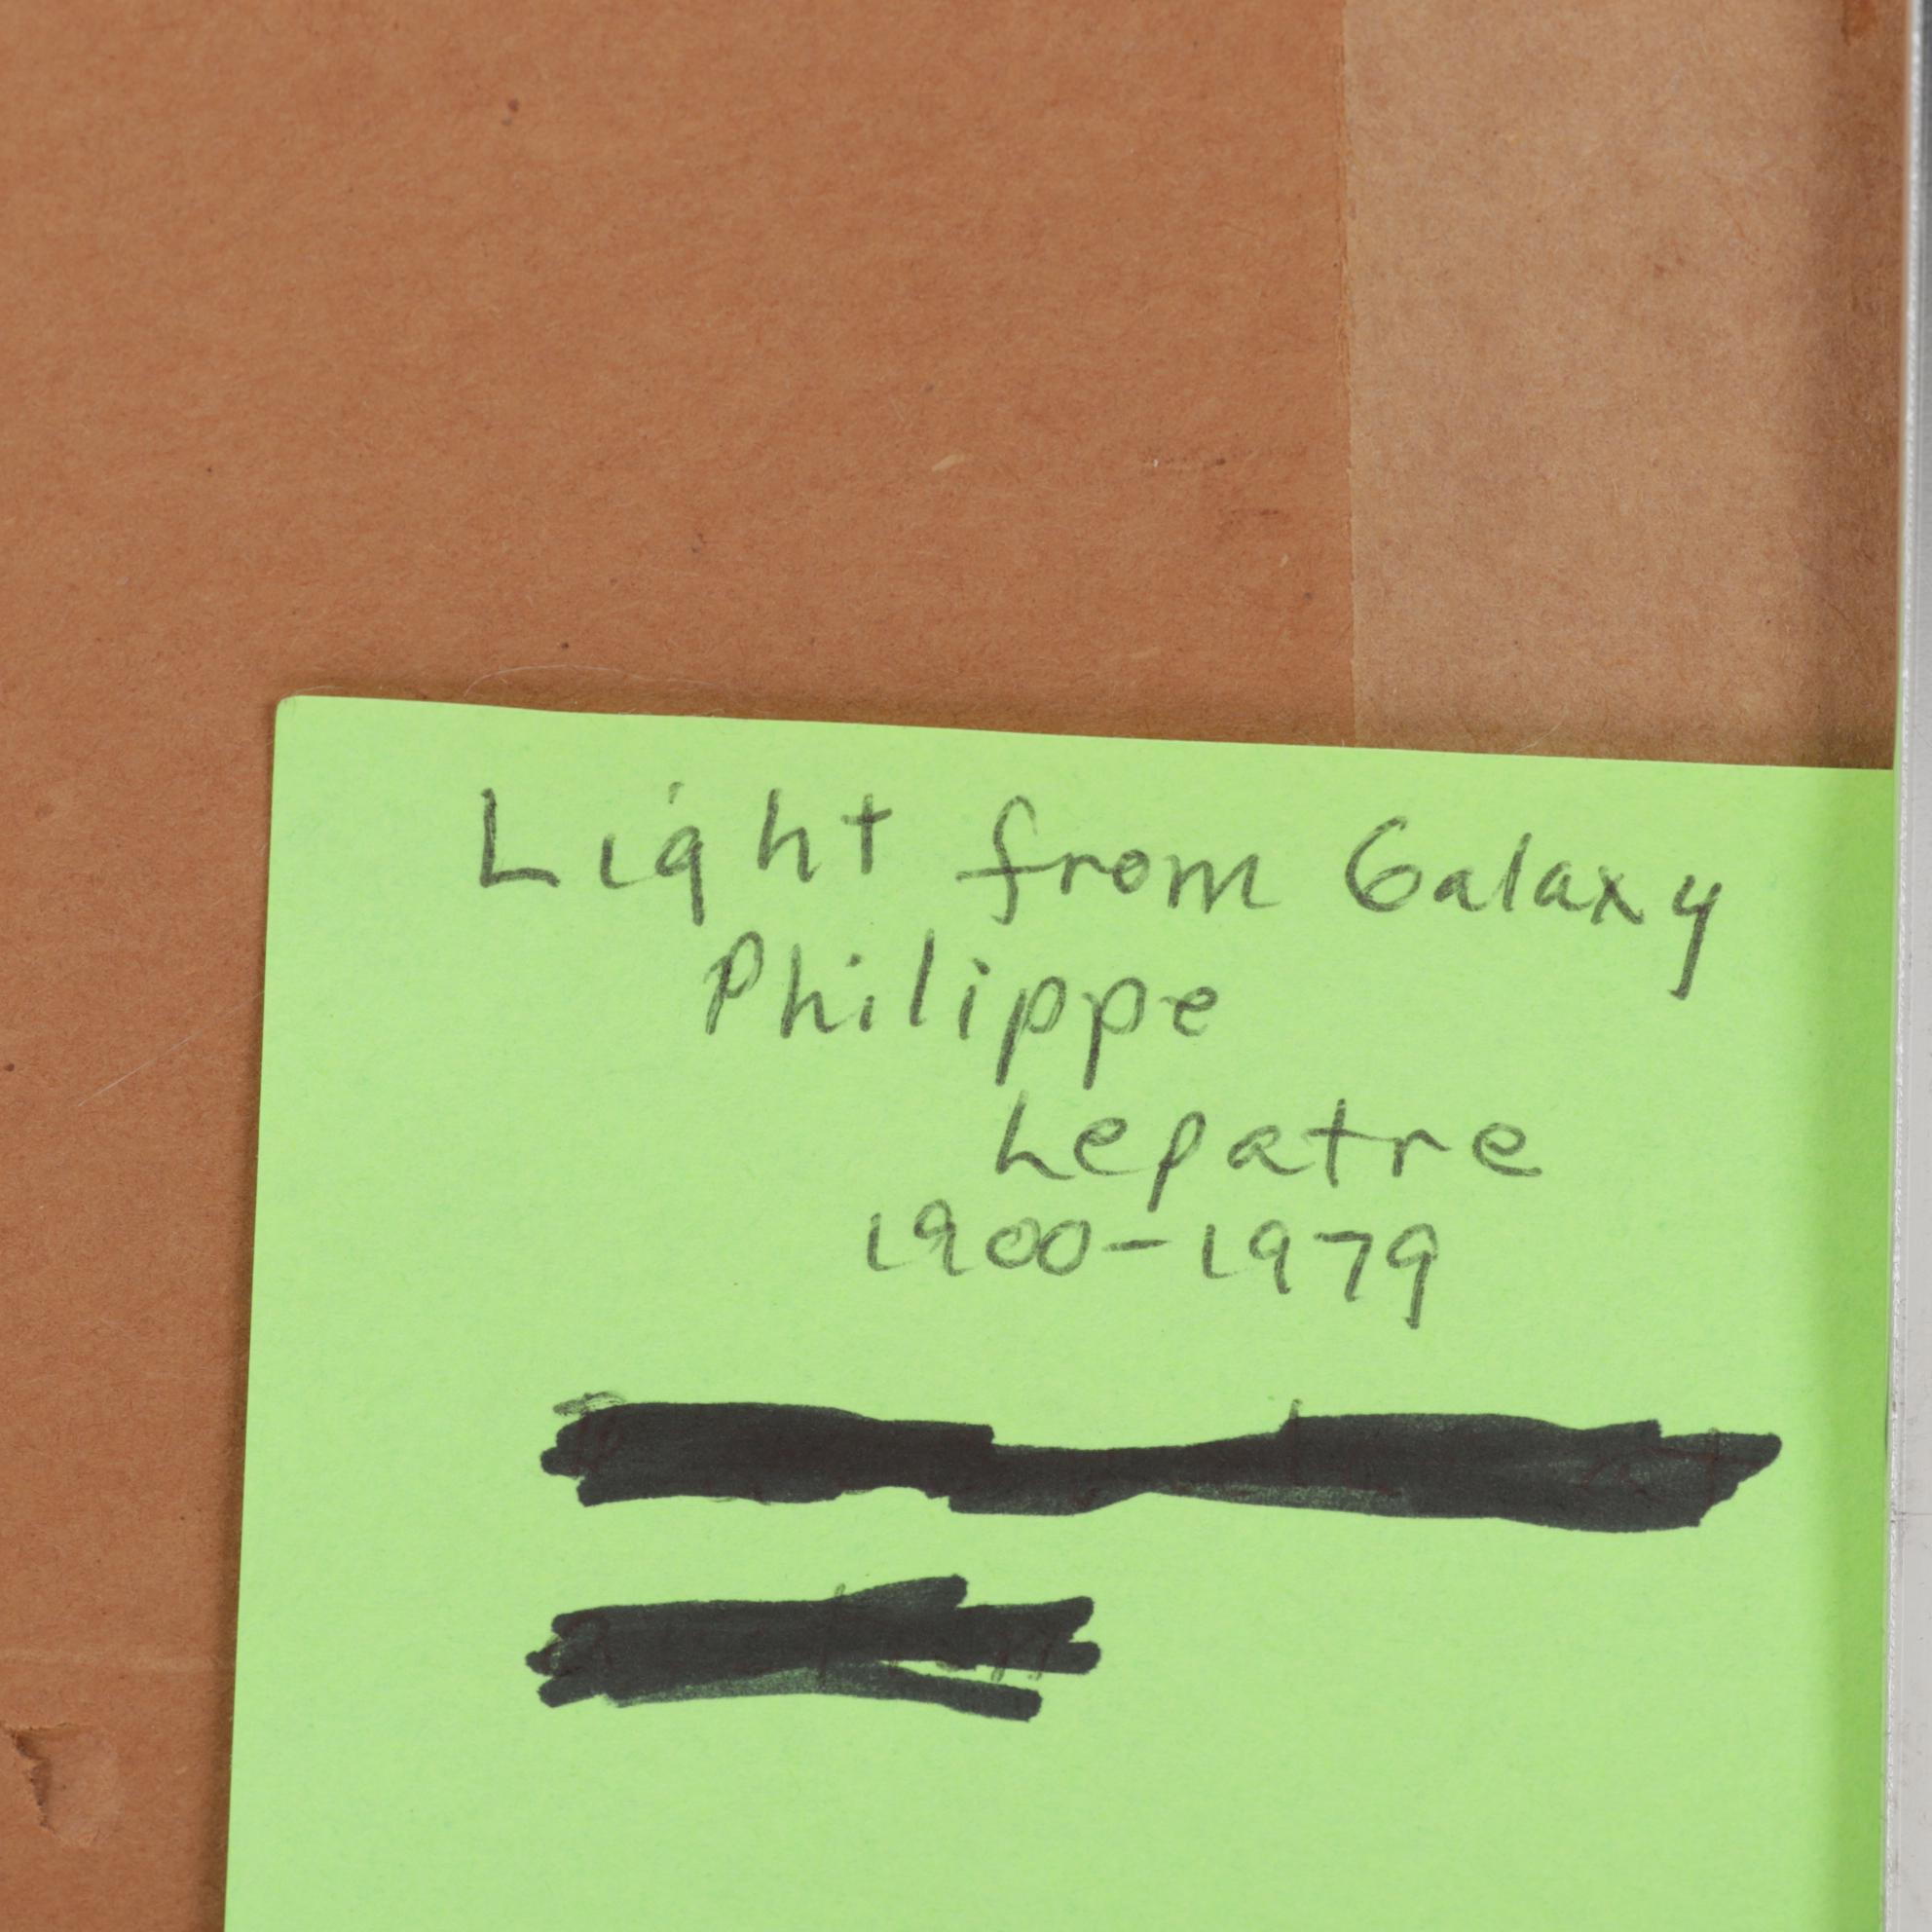 Light from Galaxy
Philippe
Lepatre
1900-1979